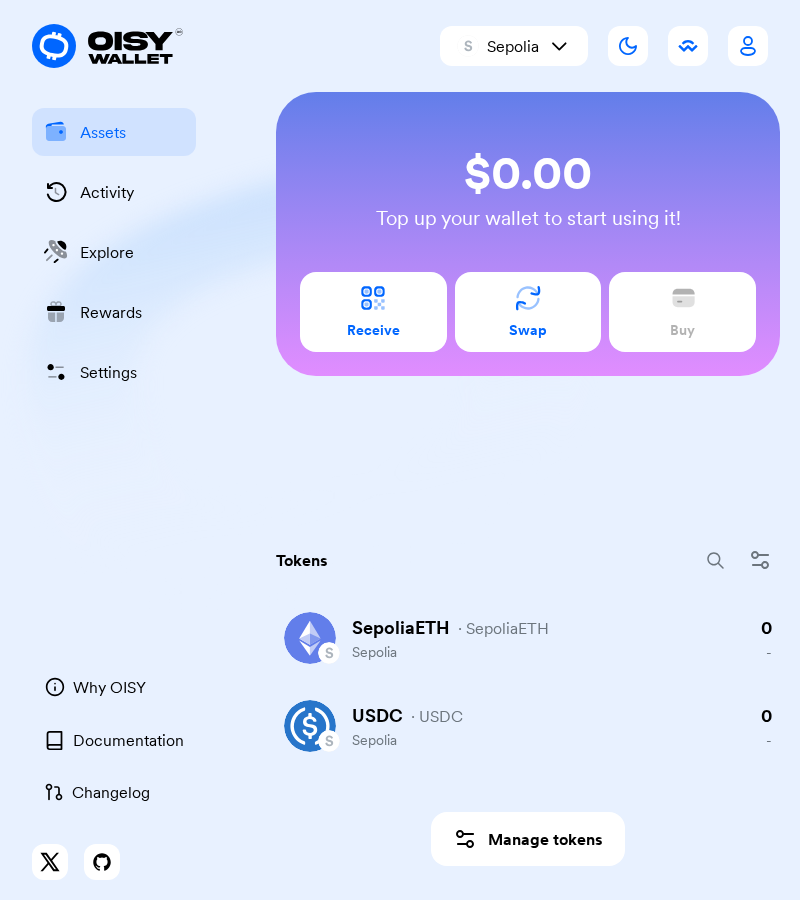 OISY
WALLET
S Sepolia
Assets
Activity
Explore
Rewards
Settings
$0.00
Top up your wallet to start using it!
Receive
Swap
Buy
Tokens
SepoliaETH · SepoliaETH
0
S
Sepolia
-
USDC · USDC
0
S
Sepolia
-
Manage tokens
Why OISY
Documentation
Changelog